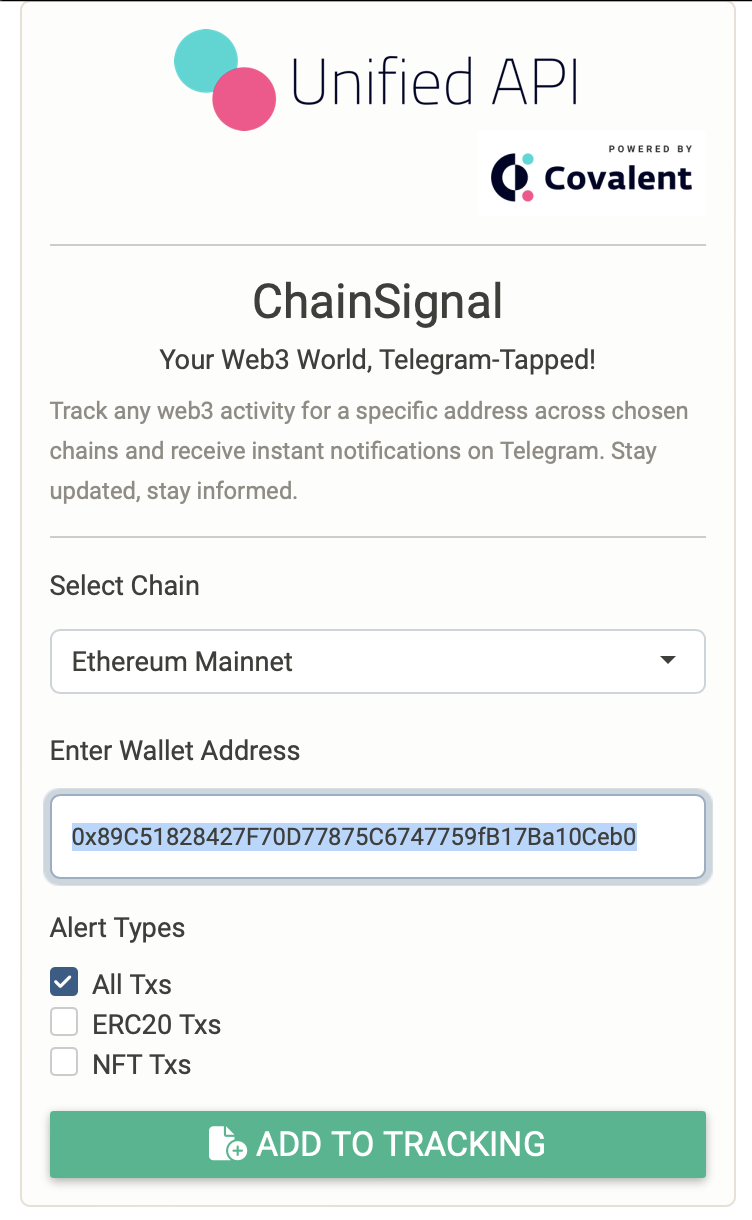 Unified API
POWERED BY
Covalent
ChainSignal
Your Web3 World, Telegram-Tapped!
Track any web3 activity for a specific address across chosen
chains and receive instant notifications on Telegram. Stay
updated, stay informed.
Select Chain
Ethereum Mainnet
Enter Wallet Address
0x89C51828427F70D77875C6747759fB17Ba10Ceb0
Alert Types
All Txs
ERC20 Txs
NFT Txs
ADD TO TRACKING